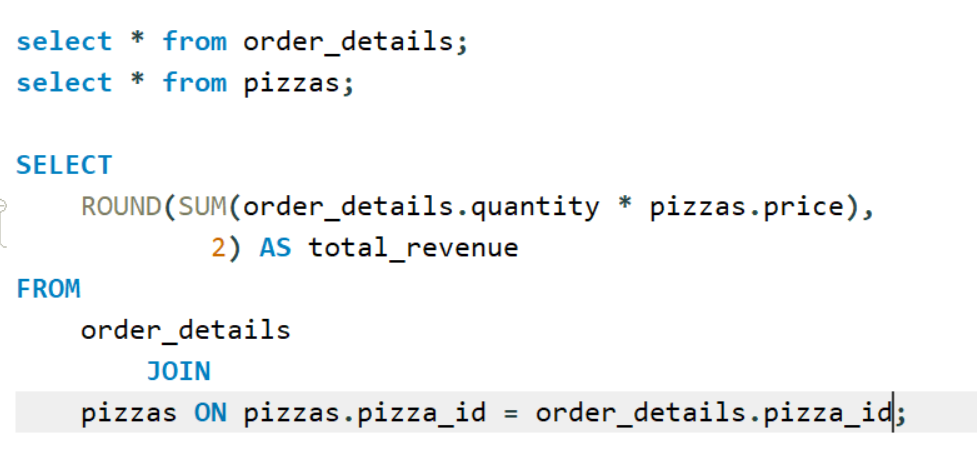 select * from order_details;
select * from pizzas;
SELECT
ROUND(SUM(order_details.quantity * pizzas.price),
2) AS total_revenue
FROM
order_details
JOIN
pizzas ON pizzas.pizza_id = order_details.pizza_id;